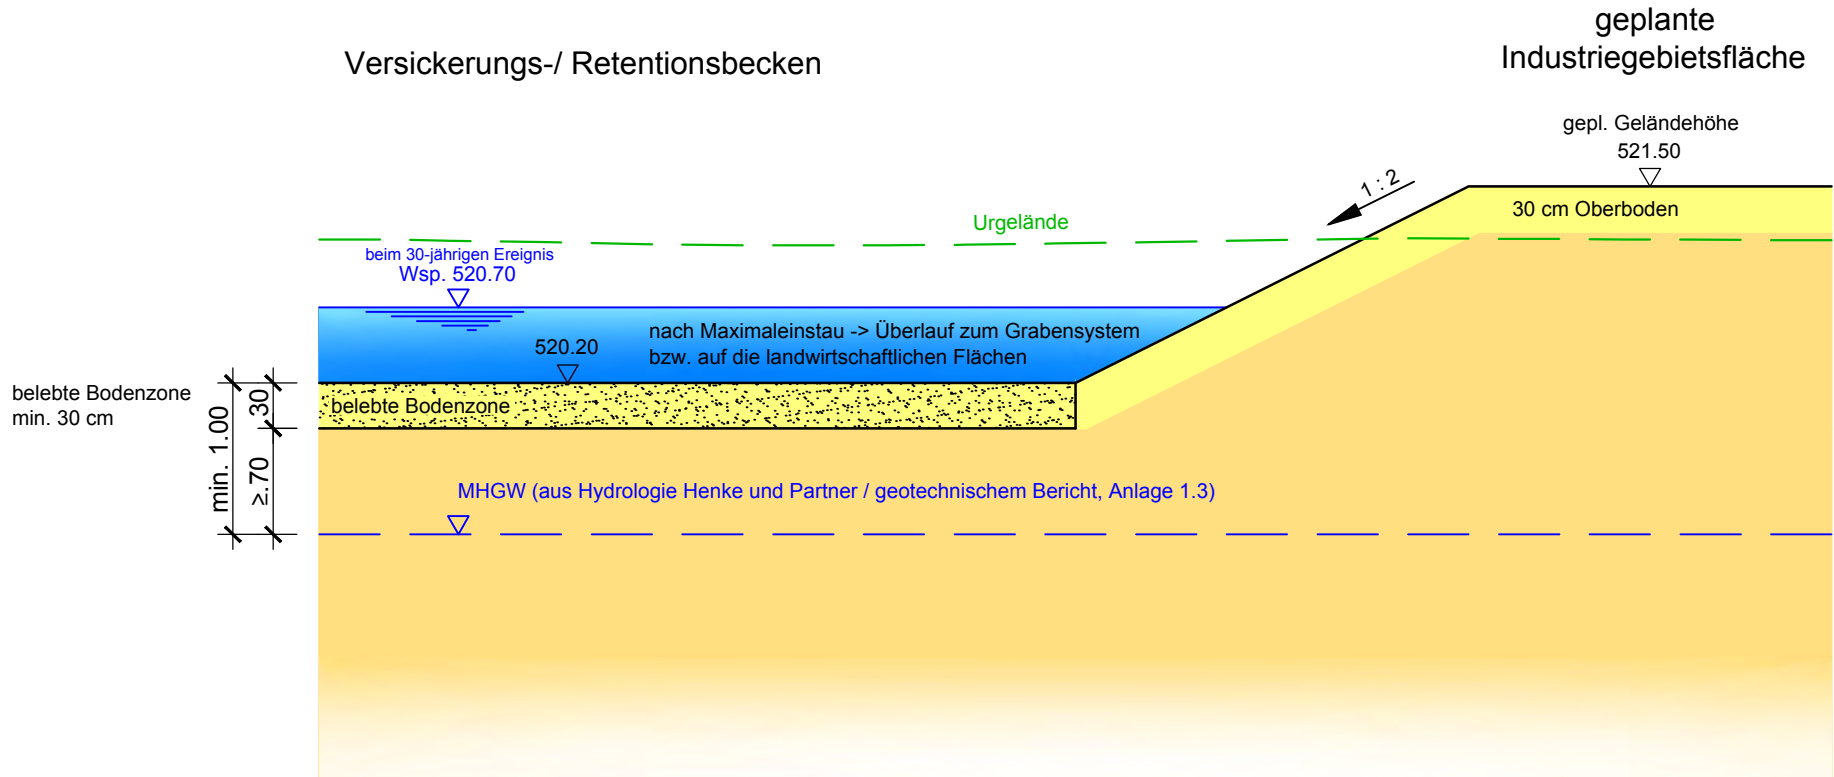 geplante
Industriegebietsfläche
Versickerungs-/ Retentionsbecken
gepl. Geländehöhe
521.50
1 : 2
30 cm Oberboden
Urgelände
beim 30-jährigen Ereignis
Wsp. 520.70
nach Maximaleinstau -> Überlauf zum Grabensystem
bzw. auf die landwirtschaftlichen Flächen
520.20
belebte Bodenzone
min. 30 cm
min. 1.00
.30
≥.70
belebte Bodenzone
MHGW (aus Hydrologie Henke und Partner / geotechnischem Bericht, Anlage 1.3)